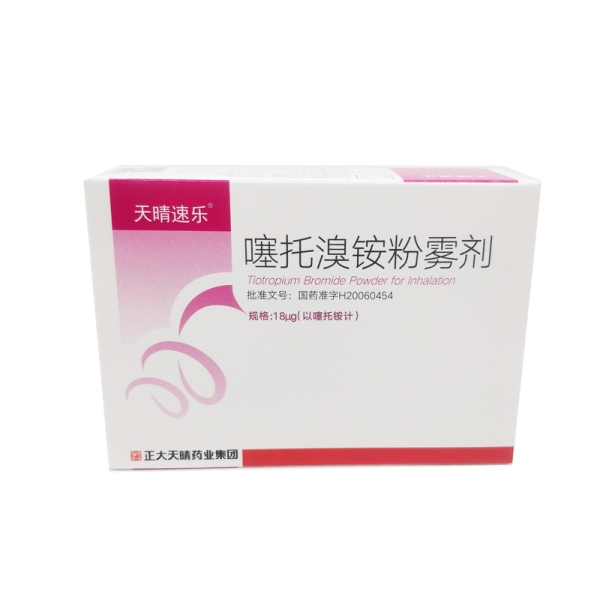 天晴速乐®
噻托溴铵粉雾剂
Tiotropium Bromide Powder for Inhalation
批准文号：国药准字H20060454
规格:18μg(以噻托铵计)
正大天晴药业集团